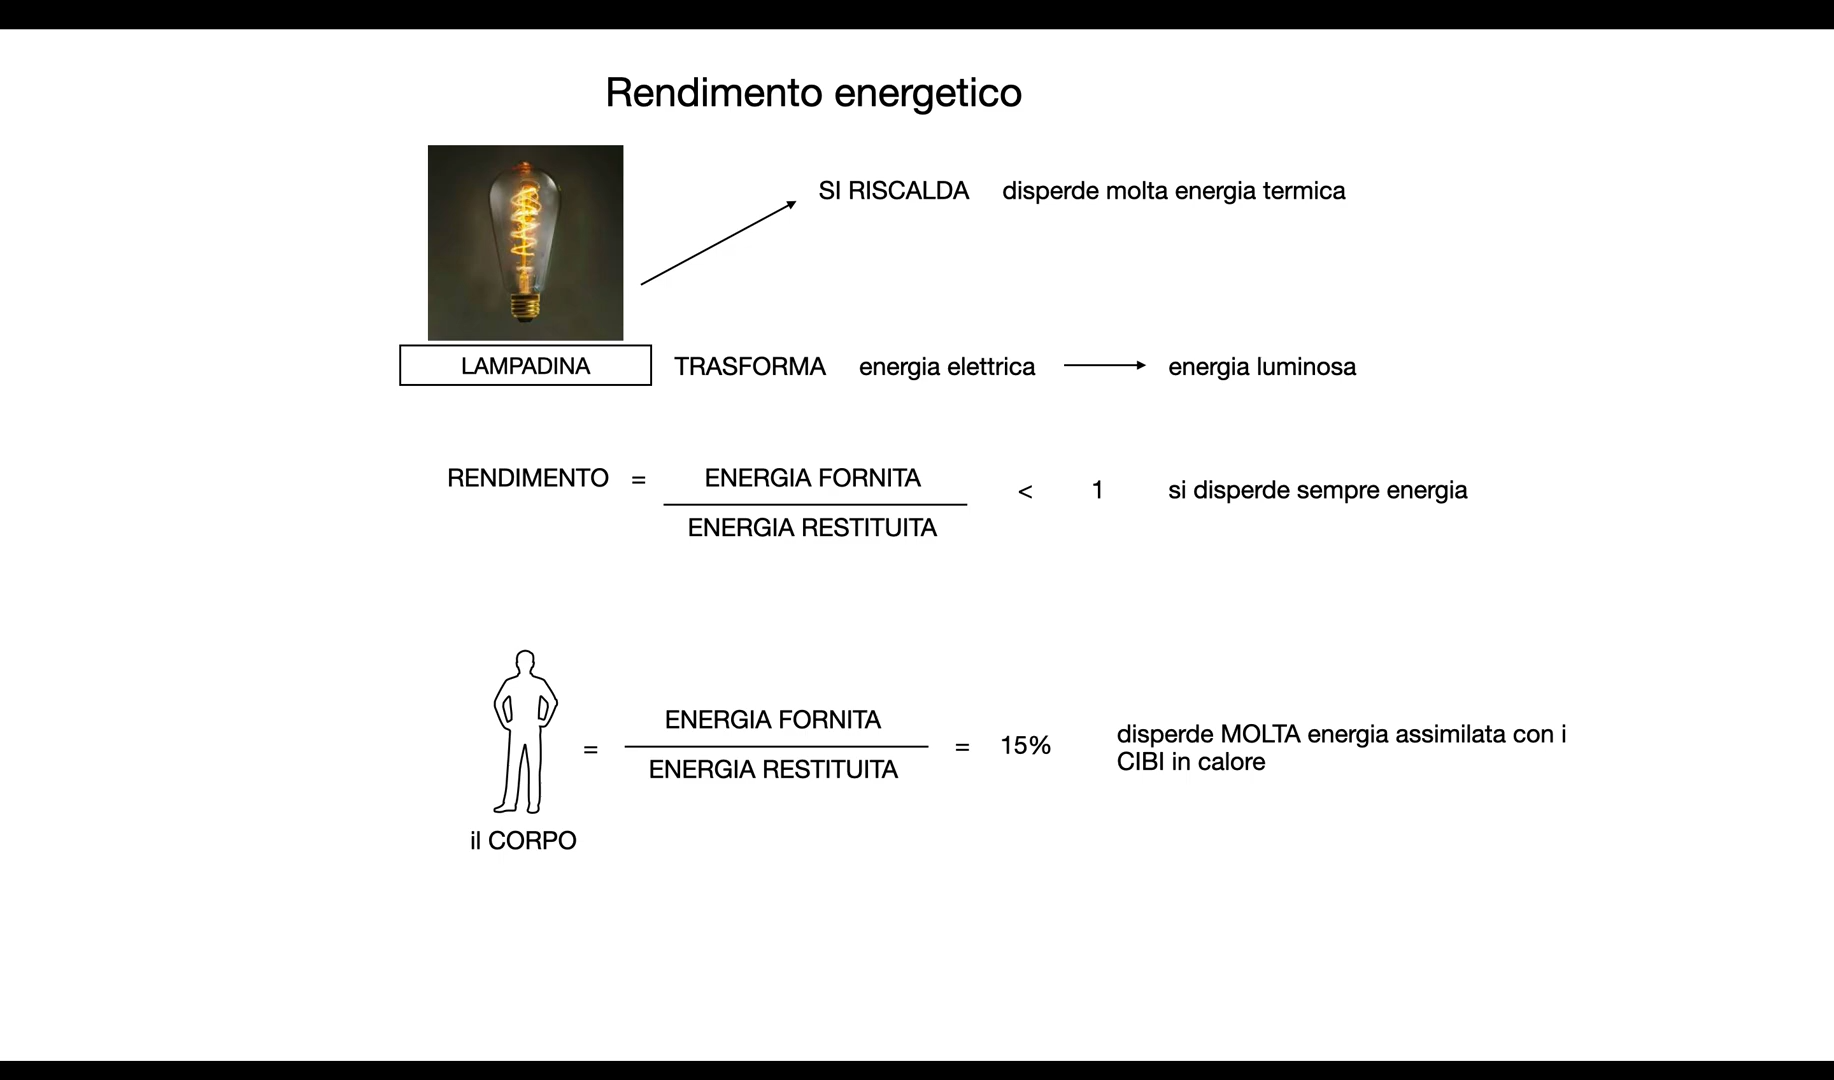 Rendimento energetico
SI RISCALDA disperde molta energia termica
LAMPADINA TRASFORMA energia elettrica energia luminosa
RENDIMENTO = ENERGIA FORNITA
ENERGIA RESTITUITA
< 1 si disperde sempre energia
ENERGIA FORNITA
ENERGIA RESTITUITA
= = 15%
disperde MOLTA energia assimilata con i
CIBI in calore
il CORPO